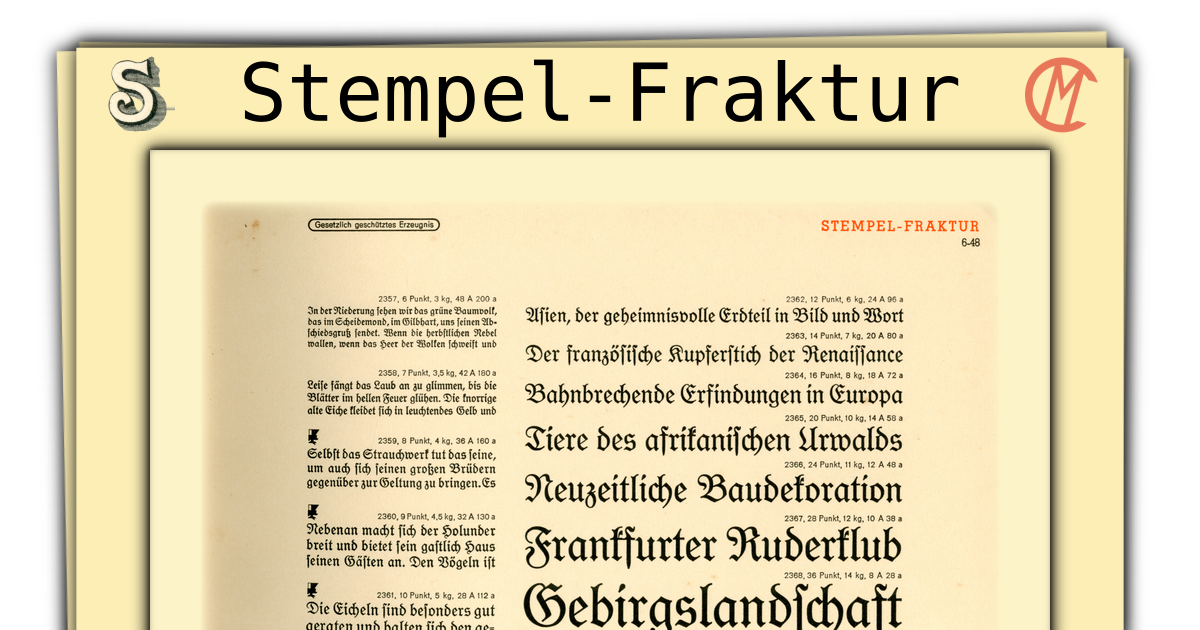 Stempel-Fraktur
Gesetzlich geschütztes Erzeugnis
STEMPEL-FRAKTUR
6-48
2357, 6 Punkt, 3 kg, 48 A 200 a
In der Niederung ſehen wir das grüne Baumvolk,
das im Scheidemond, im Gilbhart, uns ſeinen Ab-
ſchiedsgruß ſendet. Wenn die herbſtlichen Nebel
wallen, wenn das Heer der Wolken ſchweift und
2358, 7 Punkt, 3,5 kg, 42 A 180 a
Leiſe fängt das Laub an zu glimmen, bis die
Blätter im hellen Feuer glühen. Die knorrige
alte Eiche kleidet ſich in leuchtendes Gelb und
2359, 8 Punkt, 4 kg, 36 A 160 a
Selbſt das Strauchwerk tut das ſeine,
um auch ſich ſeinen großen Brüdern
gegenüber zur Geltung zu bringen. Es
2360, 9 Punkt, 4,5 kg, 32 A 130 a
Nebenan macht ſich der Holunder
breit und bietet ſein gaſtlich Haus
ſeinen Gäſten an. Den Vögeln iſt
2361, 10 Punkt, 5 kg, 28 A 112 a
Die Eicheln ſind beſonders gut
geraten und halten ſich den ge-
2362, 12 Punkt, 6 kg, 24 A 96 a
Aſien, der geheimnisvolle Erdteil in Bild und Wort
2363, 14 Punkt, 7 kg, 20 A 80 a
Der franzöſiſche Kupferſtich der Renaiſſance
2364, 16 Punkt, 8 kg, 18 A 72 a
Bahnbrechende Erfindungen in Europa
2365, 20 Punkt, 10 kg, 14 A 58 a
Tiere des afrikaniſchen Urwalds
2366, 24 Punkt, 11 kg, 12 A 48 a
Neuzeitliche Baudekoration
2367, 28 Punkt, 12 kg, 10 A 38 a
Frankfurter Ruderklub
2368, 36 Punkt, 14 kg, 8 A 28 a
Gebirgslandſchaft